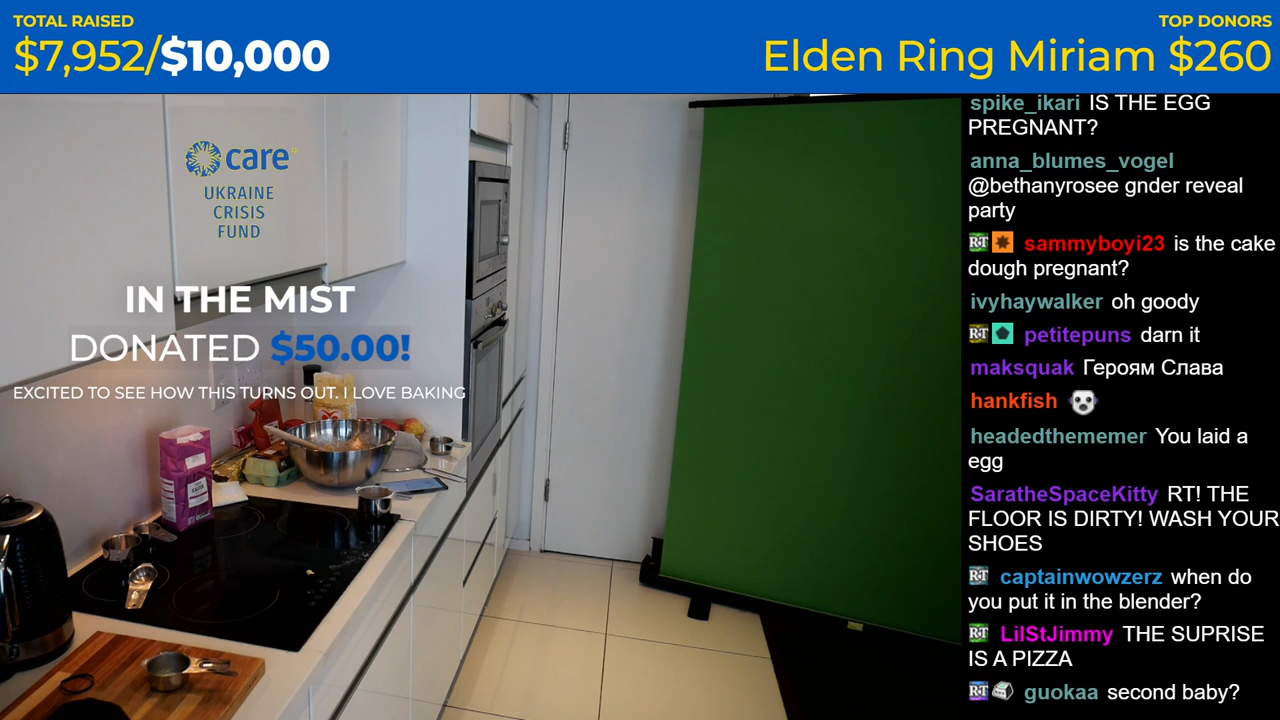 TOTAL RAISED
$7,952/$10,000
TOP DONORS
Elden Ring Miriam $260
care
UKRAINE
CRISIS
FUND
IN THE MIST
DONATED $50.00!
EXCITED TO SEE HOW THIS TURNS OUT. I LOVE BAKING
spike_ikari IS THE EGG
PREGNANT?
anna_blumes_vogel
@bethanyrosee gnder reveal
party
sammyboyi23 is the cake
dough pregnant?
ivyhaywalker oh goody
petitepuns darn it
maksquak Героям Слава
hankfish
headedthememer You laid a
egg
SaratheSpaceKitty RT! THE
FLOOR IS DIRTY! WASH YOUR
SHOES
RT captainwowzerz when do
you put it in the blender?
RT LilStJimmy THE SUPRISE
IS A PIZZA
RT guokaa second baby?